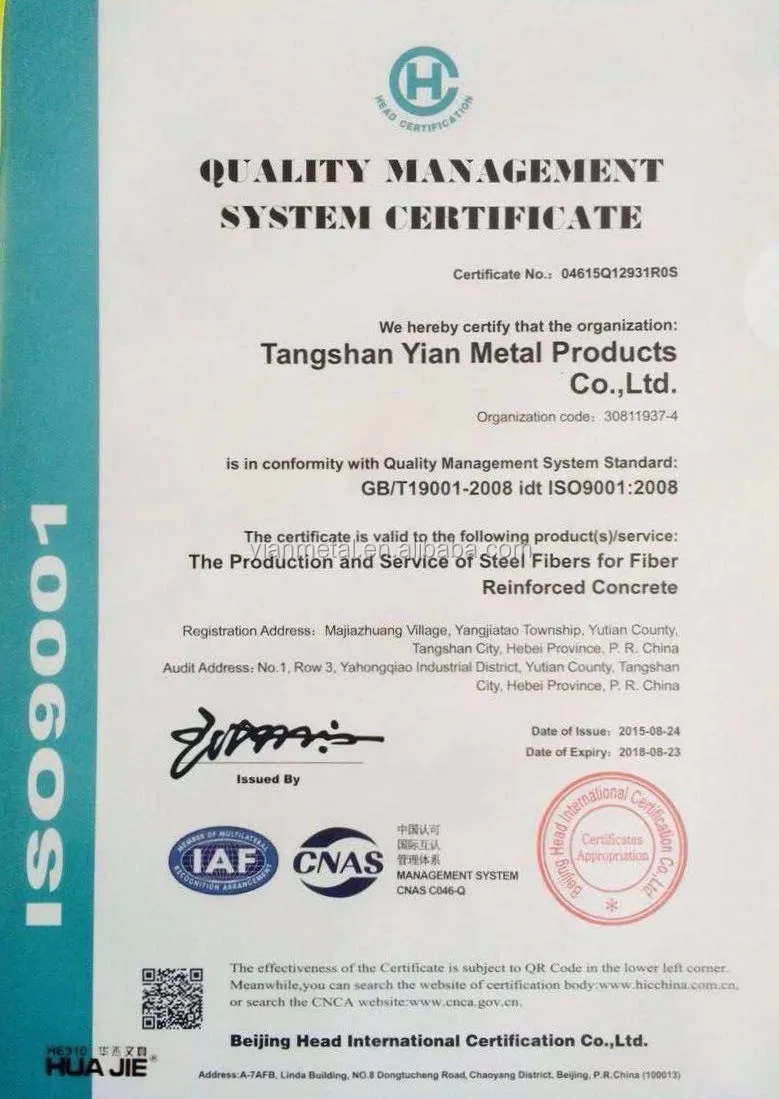 HEAD CERTIFICATION
QUALITY MANAGEMENT
SYSTEM CERTIFICATE
Certificate No.: 04615Q12931R0S
We hereby certify that the organization:
Tangshan Yian Metal Products
Co.,Ltd.
Organization code: 30811937-4
is in conformity with Quality Management System Standard:
GB/T19001-2008 idt ISO9001:2008
The certificate is valid to the following product(s)/service:
yianmetal.en.alibaba.com
The Production and Service of Steel Fibers for Fiber
Reinforced Concrete
Registration Address: Majiazhuang Village, Yangjiatao Township, Yutian County,
Tangshan City, Hebei Province, P. R. China
Audit Address: No.1, Row 3, Yahongqiao Industrial District, Yutian County, Tangshan
City, Hebei Province, P. R. China
Date of Issue: 2015-08-24
Date of Expiry: 2018-08-23
Issued By
ISO9001
MEMBER OF MULTILATERAL
IAF
RECOGNITION ARRANGEMENT
CNAS
中国认可
国际互认
管理体系
MANAGEMENT SYSTEM
CNAS C046-Q
Beijing Head International Certification Co.,Ltd
Certificates
Appropriation
The effectiveness of the Certificate is subject to QR Code in the lower left corner.
Meanwhile,you can search the website of certification body:www.hicchina.com.cn,
or search the CNCA website:www.cnca.gov.cn.
Beijing Head International Certification Co.,Ltd.
Address:A-7AFB, Linda Building, NO.8 Dongtucheng Road, Chaoyang District, Beijing, P.R.China (100013)
HE310 华杰文具
HUA JIE®